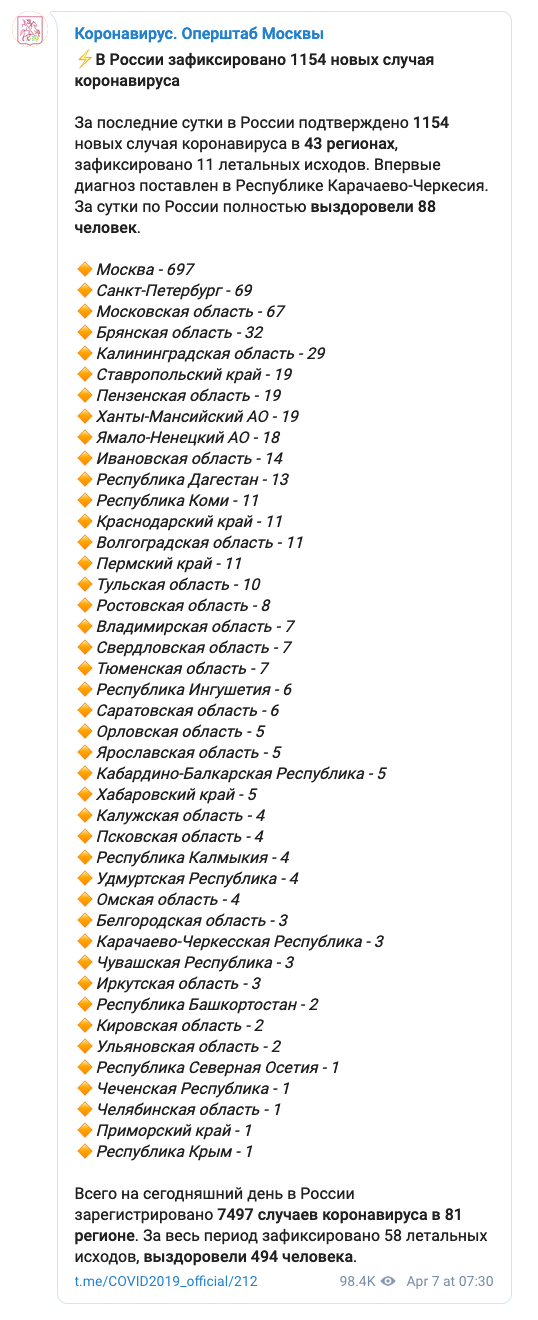 Коронавирус. Оперштаб Москвы
⚡В России зафиксировано 1154 новых случая
коронавируса
За последние сутки в России подтверждено 1154
новых случая коронавируса в 43 регионах,
зафиксировано 11 летальных исходов. Впервые
диагноз поставлен в Республике Карачаево-Черкесия.
За сутки по России полностью выздоровели 88
человек.
🔸Москва - 697
🔸Санкт-Петербург - 69
🔸Московская область - 67
🔸Брянская область - 32
🔸Калининградская область - 29
🔸Ставропольский край - 19
🔸Пензенская область - 19
🔸Ханты-Мансийский АО - 19
🔸Ямало-Ненецкий АО - 18
🔸Ивановская область - 14
🔸Республика Дагестан - 13
🔸Республика Коми - 11
🔸Краснодарский край - 11
🔸Волгоградская область - 11
🔸Пермский край - 11
🔸Тульская область - 10
🔸Ростовская область - 8
🔸Владимирская область - 7
🔸Свердловская область - 7
🔸Тюменская область - 7
🔸Республика Ингушетия - 6
🔸Саратовская область - 6
🔸Орловская область - 5
🔸Ярославская область - 5
🔸Кабардино-Балкарская Республика - 5
🔸Хабаровский край - 5
🔸Калужская область - 4
🔸Псковская область - 4
🔸Республика Калмыкия - 4
🔸Удмуртская Республика - 4
🔸Омская область - 4
🔸Белгородская область - 3
🔸Карачаево-Черкесская Республика - 3
🔸Чувашская Республика - 3
🔸Иркутская область - 3
🔸Республика Башкортостан - 2
🔸Кировская область - 2
🔸Ульяновская область - 2
🔸Республика Северная Осетия - 1
🔸Чеченская Республика - 1
🔸Челябинская область - 1
🔸Приморский край - 1
🔸Республика Крым - 1
Всего на сегодняшний день в России
зарегистрировано 7497 случаев коронавируса в 81
регионе. За весь период зафиксировано 58 летальных
исходов, выздоровели 494 человека.
t.me/COVID2019_official/212 98.4K Apr 7 at 07:30